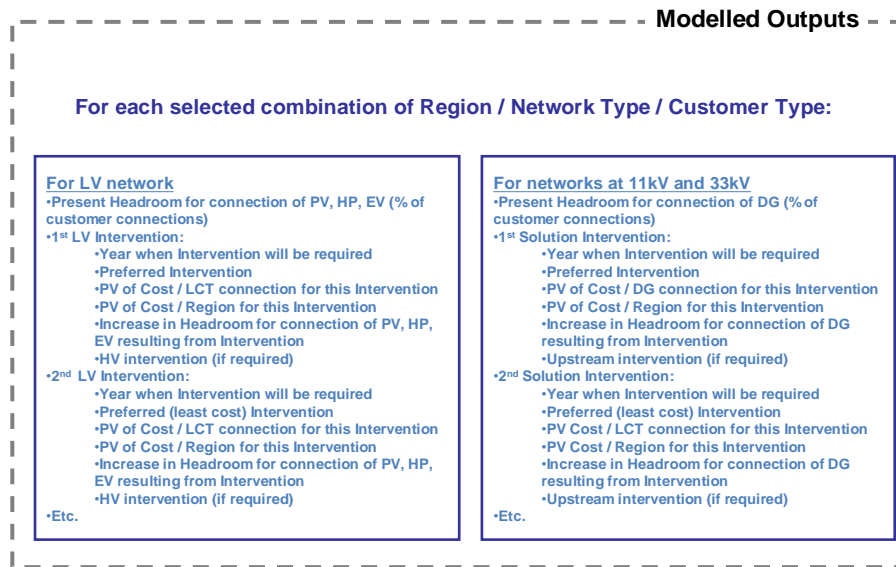 Modelled Outputs
For each selected combination of Region / Network Type / Customer Type:
For LV network
•Present Headroom for connection of PV, HP, EV (% of
customer connections)
•1st LV Intervention:
•Year when Intervention will be required
•Preferred Intervention
•PV of Cost / LCT connection for this Intervention
•PV of Cost / Region for this Intervention
•Increase in Headroom for connection of PV, HP,
EV resulting from Intervention
•HV intervention (if required)
•2nd LV Intervention:
•Year when Intervention will be required
•Preferred (least cost) Intervention
•PV of Cost / LCT connection for this Intervention
•PV of Cost / Region for this Intervention
•Increase in Headroom for connection of PV, HP,
EV resulting from Intervention
•HV intervention (if required)
•Etc.
For networks at 11kV and 33kV
•Present Headroom for connection of DG (% of
customer connections)
•1st Solution Intervention:
•Year when Intervention will be required
•Preferred Intervention
•PV of Cost / DG connection for this Intervention
•PV of Cost / Region for this Intervention
•Increase in Headroom for connection of DG
resulting from Intervention
•Upstream intervention (if required)
•2nd Solution Intervention:
•Year when Intervention will be required
•Preferred (least cost) Intervention
•PV Cost / LCT connection for this Intervention
•PV Cost / Region for this Intervention
•Increase in Headroom for connection of DG
resulting from Intervention
•Upstream intervention (if required)
•Etc.